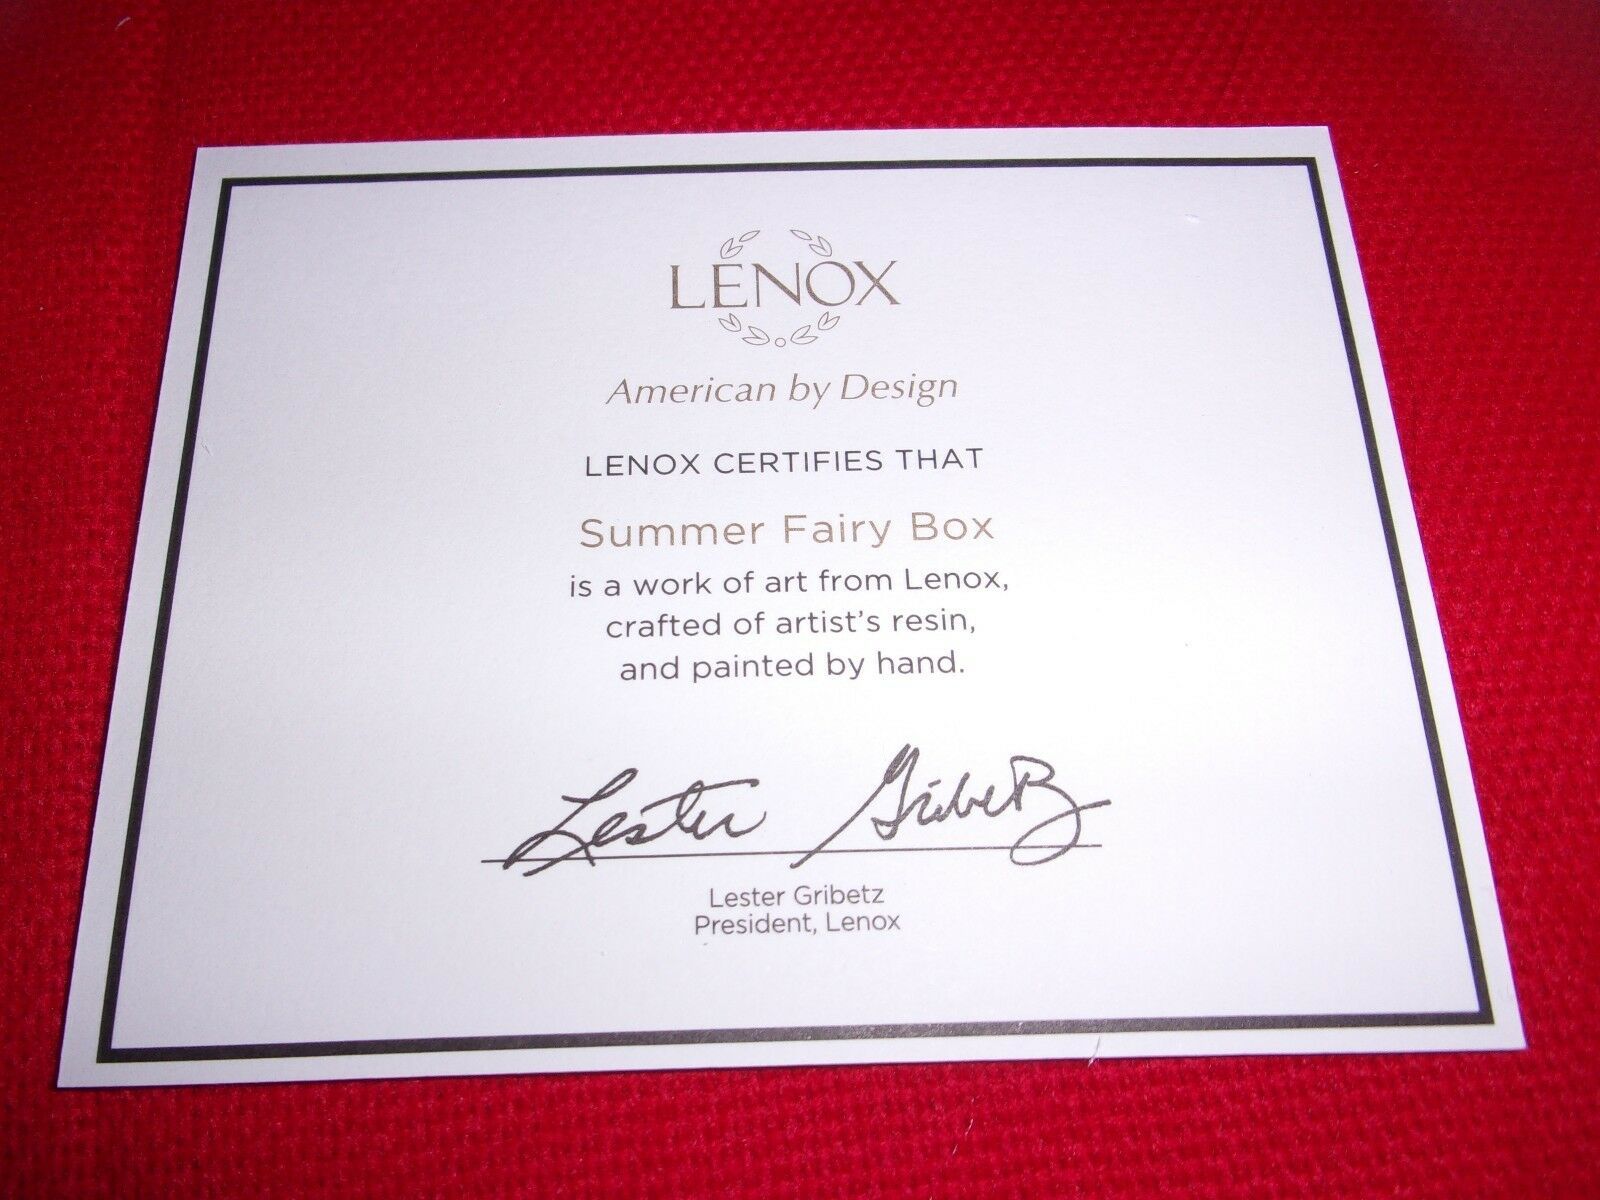 LENOX
American by Design
LENOX CERTIFIES THAT
Summer Fairy Box
is a work of art from Lenox,
crafted of artist's resin,
and painted by hand.
Lester Gribetz
Lester Gribetz
President, Lenox